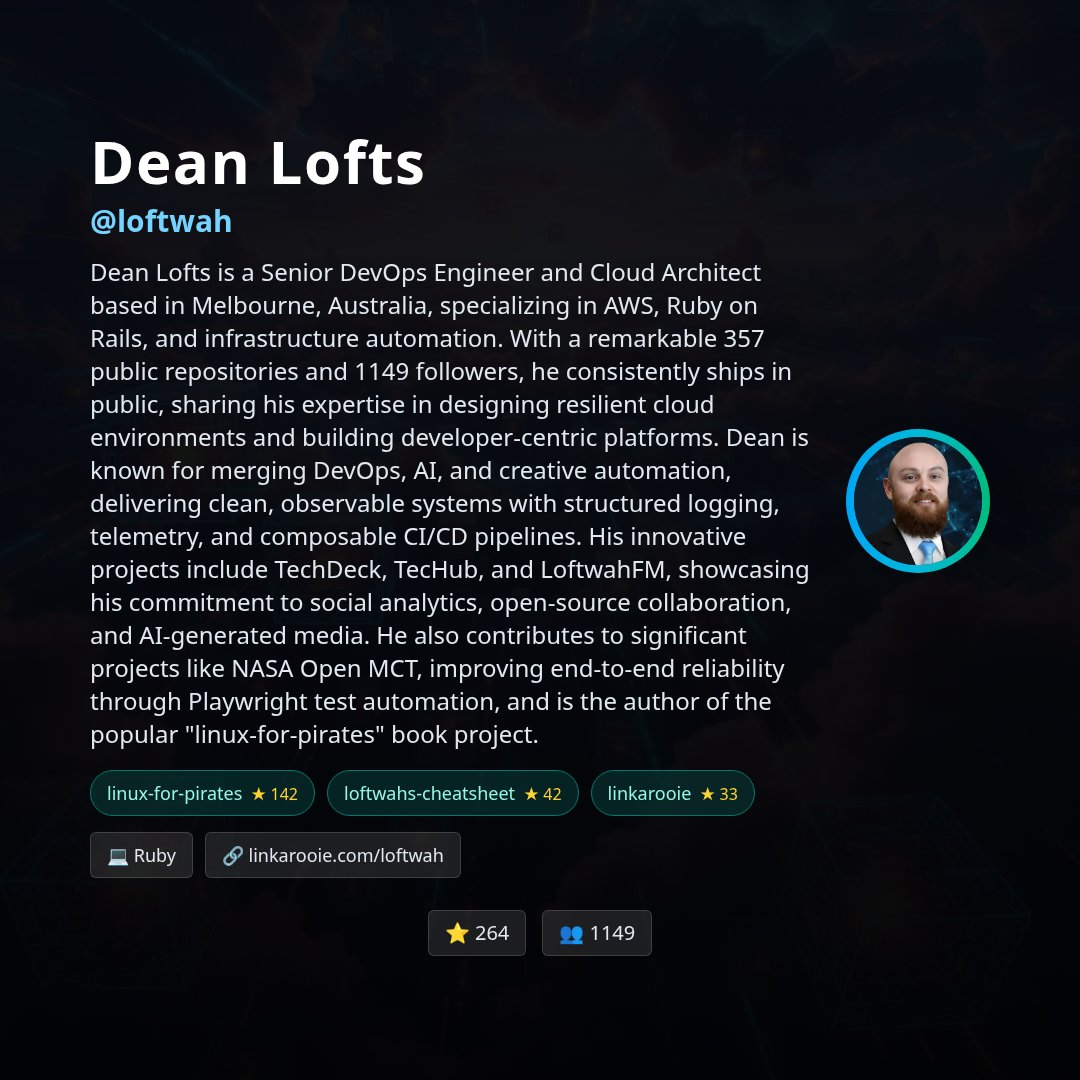 Dean Lofts
@loftwah
Dean Lofts is a Senior DevOps Engineer and Cloud Architect
based in Melbourne, Australia, specializing in AWS, Ruby on
Rails, and infrastructure automation. With a remarkable 357
public repositories and 1149 followers, he consistently ships in
public, sharing his expertise in designing resilient cloud
environments and building developer-centric platforms. Dean is
known for merging DevOps, AI, and creative automation,
delivering clean, observable systems with structured logging,
telemetry, and composable CI/CD pipelines. His innovative
projects include TechDeck, TecHub, and LoftwahFM, showcasing
his commitment to social analytics, open-source collaboration,
and AI-generated media. He also contributes to significant
projects like NASA Open MCT, improving end-to-end reliability
through Playwright test automation, and is the author of the
popular "linux-for-pirates" book project.
linux-for-pirates ★ 142 loftwahs-cheatsheet ★ 42 linkarooie ★ 33
💻 Ruby 🔗 linkarooie.com/loftwah
⭐ 264 👥 1149